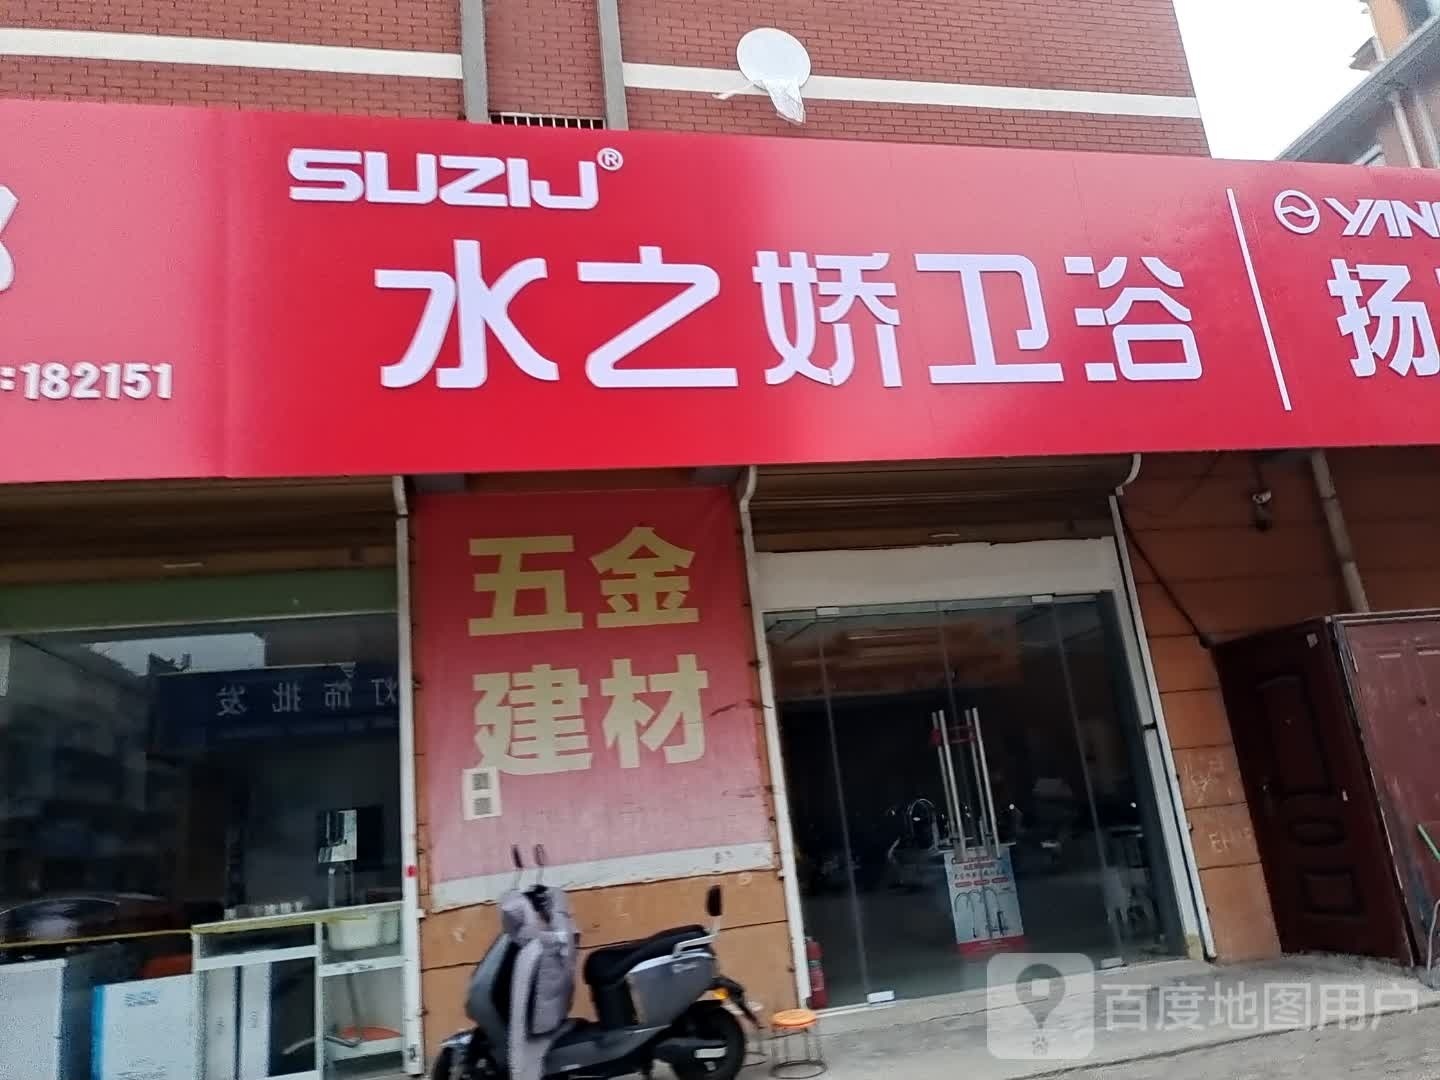 SUZIJ®
水之娇卫浴
YAN
扬
:182151
五金
建材
灯饰批发
百度地图用户